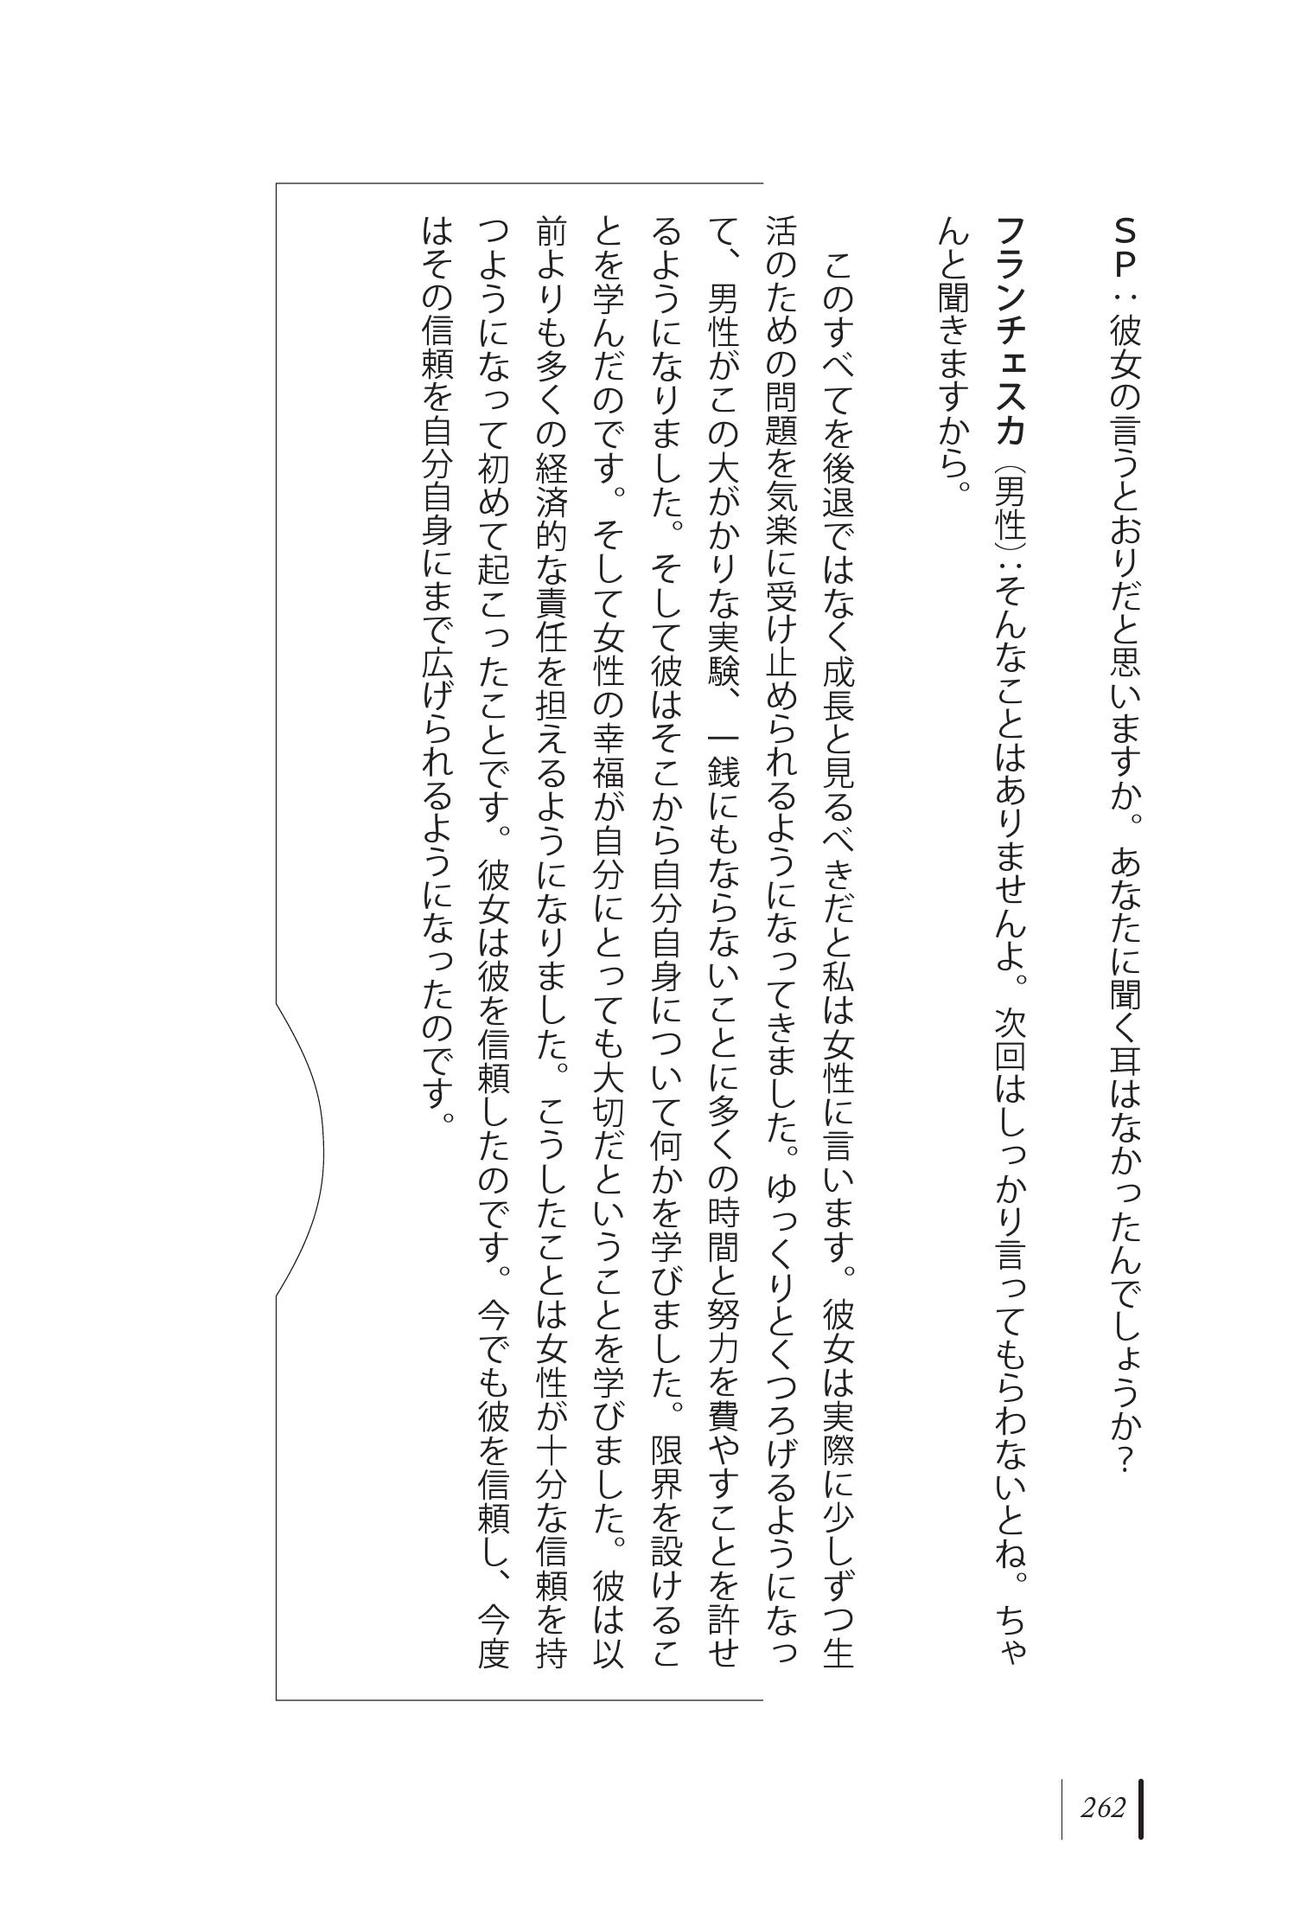 ＳＰ：彼女の言うとおりだと思いますか。あなたに聞く耳はなかったんでしょうか？
フランチェスカ（男性）：そんなことはありませんよ。次回はしっかり言ってもらわないとね。ちゃ
んと聞きますから。
　このすべてを後退ではなく成長と見るべきだと私は女性に言います。彼女は実際に少しずつ生
活のための問題を気楽に受け止められるようになってきました。ゆっくりとくつろげるようになっ
て、男性がこの大がかりな実験、一銭にもならないことに多くの時間と努力を費やすことを許せ
るようになりました。そして彼はそこから自分自身について何かを学びました。限界を設けるこ
とを学んだのです。そして女性の幸福が自分にとっても大切だということを学びました。彼は以
前よりも多くの経済的な責任を担えるようになりました。こうしたことは女性が十分な信頼を持
つようになって初めて起こったことです。彼女は彼を信頼したのです。今でも彼を信頼し、今度
はその信頼を自分自身にまで広げられるようになったのです。
262